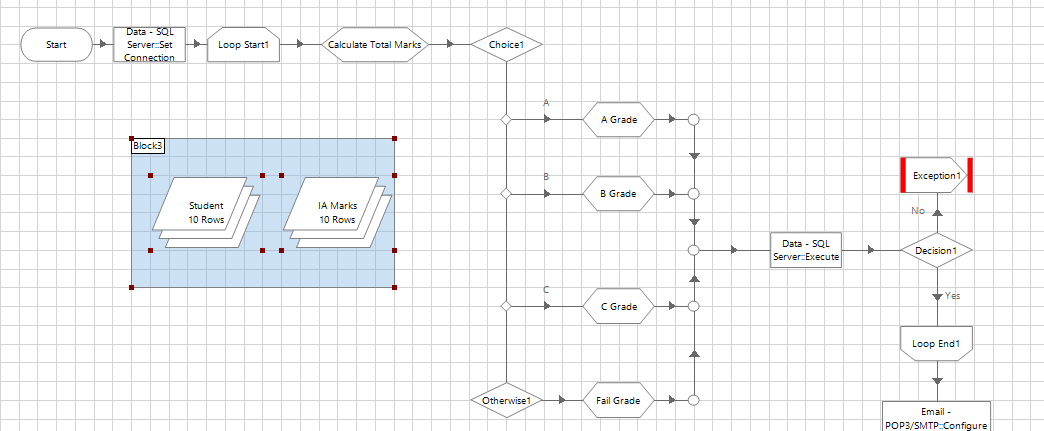 Start
Data - SQL
Server::Set
Connection
Loop Start1
Calculate Total Marks
Choice1
A
A Grade
Block3
Student
10 Rows
IA Marks
10 Rows
B
B Grade
Exception1
No
Data - SQL
Server::Execute
Decision1
C
C Grade
Yes
Loop End1
Otherwise1
Fail Grade
Email -
POP3/SMTP::Configure